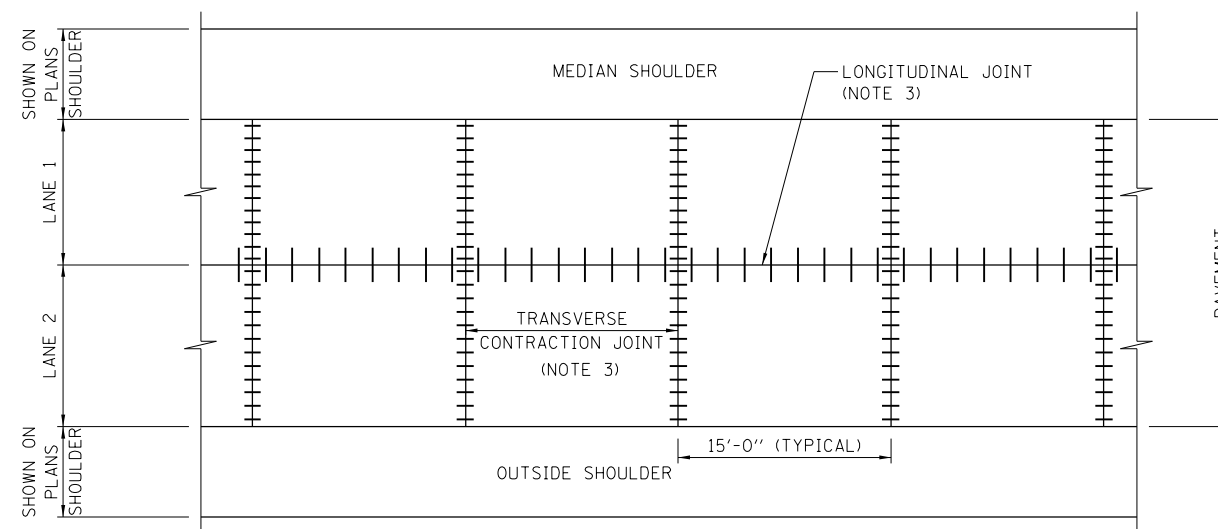 SHOWN ON
PLANS
SHOULDER
MEDIAN SHOULDER
LONGITUDINAL JOINT
(NOTE 3)
LANE 1
LANE 2
TRANSVERSE
CONTRACTION JOINT
(NOTE 3)
15'-0'' (TYPICAL)
SHOWN ON
PLANS
SHOULDER
OUTSIDE SHOULDER
PAVEMENT